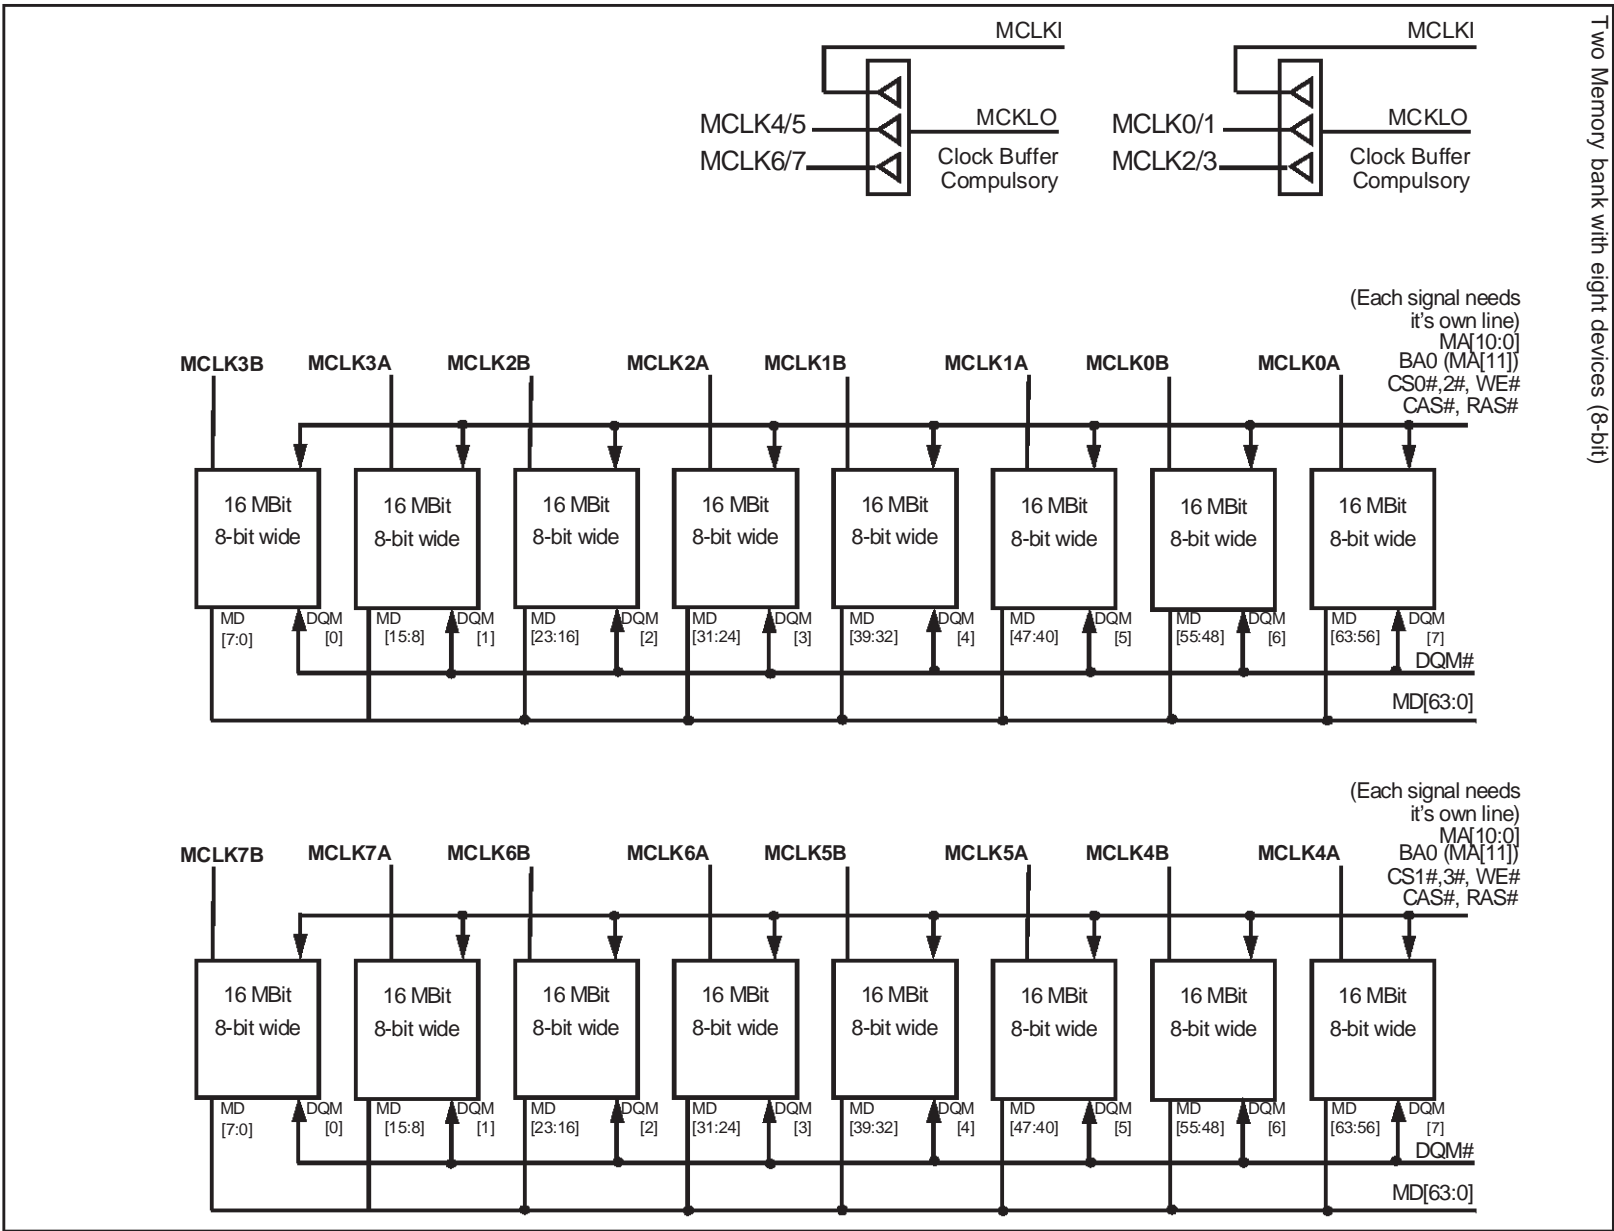 Two Memory bank with eight devices (8-bit)
MCLKI
MCLK4/5
MCKLO
MCLK6/7
Clock Buffer
Compulsory
MCLKI
MCLK0/1
MCKLO
MCLK2/3
Clock Buffer
Compulsory
(Each signal needs
it's own line)
MA[10:0]
BA0 (MA[11])
CS0#,2#, WE#
CAS#, RAS#
MCLK3B MCLK3A MCLK2B MCLK2A MCLK1B MCLK1A MCLK0B MCLK0A
16 MBit 16 MBit 16 MBit 16 MBit 16 MBit 16 MBit 16 MBit 16 MBit
8-bit wide 8-bit wide 8-bit wide 8-bit wide 8-bit wide 8-bit wide 8-bit wide 8-bit wide
MD DQM MD DQM MD DQM MD DQM MD DQM MD DQM MD DQM MD DQM
[7:0] [0] [15:8] [1] [23:16] [2] [31:24] [3] [39:32] [4] [47:40] [5] [55:48] [6] [63:56] [7]
DQM#
MD[63:0]
(Each signal needs
it's own line)
MA[10:0]
BA0 (MA[11])
CS1#,3#, WE#
CAS#, RAS#
MCLK7B MCLK7A MCLK6B MCLK6A MCLK5B MCLK5A MCLK4B MCLK4A
16 MBit 16 MBit 16 MBit 16 MBit 16 MBit 16 MBit 16 MBit 16 MBit
8-bit wide 8-bit wide 8-bit wide 8-bit wide 8-bit wide 8-bit wide 8-bit wide 8-bit wide
MD DQM MD DQM MD DQM MD DQM MD DQM MD DQM MD DQM MD DQM
[7:0] [0] [15:8] [1] [23:16] [2] [31:24] [3] [39:32] [4] [47:40] [5] [55:48] [6] [63:56] [7]
DQM#
MD[63:0]